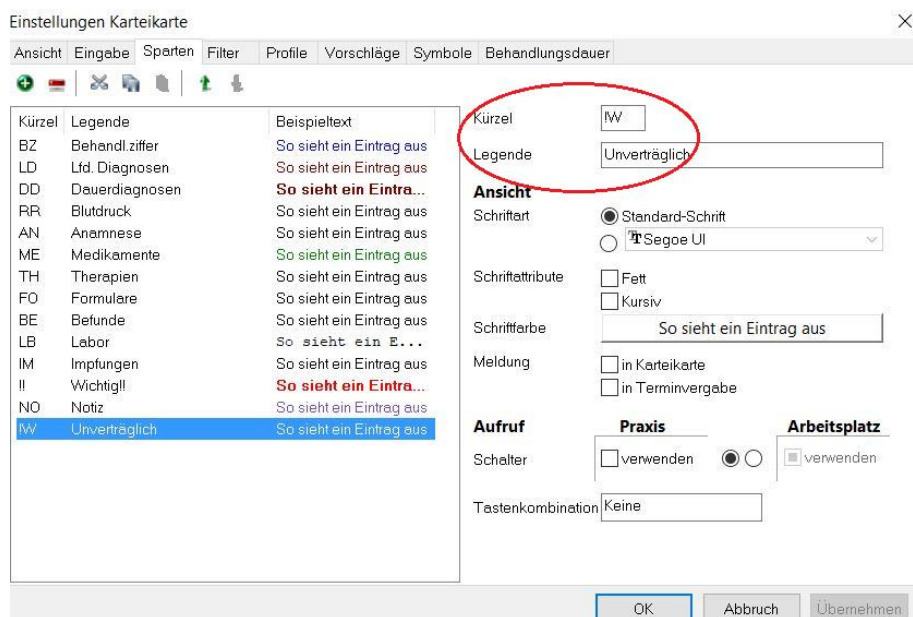 Einstellungen Karteikarte
Ansicht Eingabe Sparten Filter Profile Vorschläge Symbole Behandlungsdauer
Kürzel Legende Beispieltext
BZ Behandl.ziffer So sieht ein Eintrag aus
LD Lfd. Diagnosen So sieht ein Eintrag aus
DD Dauerdiagnosen So sieht ein Eintra...
RR Blutdruck So sieht ein Eintrag aus
AN Anamnese So sieht ein Eintrag aus
ME Medikamente So sieht ein Eintrag aus
TH Therapien So sieht ein Eintrag aus
FO Formulare So sieht ein Eintrag aus
BE Befunde So sieht ein Eintrag aus
LB Labor So sieht ein E...
IM Impfungen So sieht ein Eintrag aus
!! Wichtig!! So sieht ein Eintra...
NO Notiz So sieht ein Eintrag aus
!W Unverträglich So sieht ein Eintrag aus
Kürzel !W
Legende Unverträglich
Ansicht
Schriftart Standard-Schrift
Segoe UI
Schriftattribute Fett
Kursiv
Schriftfarbe So sieht ein Eintrag aus
Meldung in Karteikarte
in Terminvergabe
Aufruf Praxis Arbeitsplatz
Schalter verwenden verwenden
Tastenkombination Keine
OK Abbruch Übernehmen